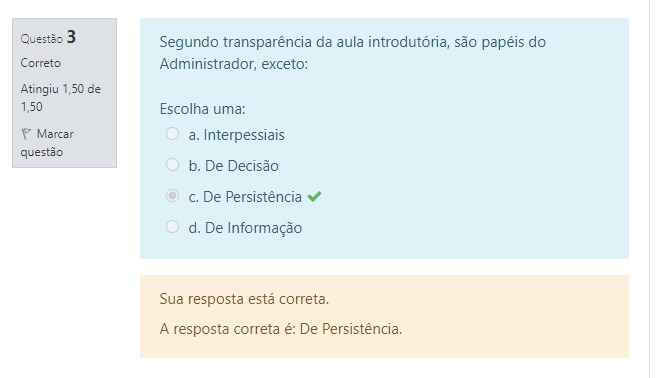 Questão 3
Correto
Atingiu 1,50 de
1,50
Marcar
questão
Segundo transparência da aula introdutória, são papéis do
Administrador, exceto:
Escolha uma:
a. Interpessiais
b. De Decisão
c. De Persistência
d. De Informação
Sua resposta está correta.
A resposta correta é: De Persistência.